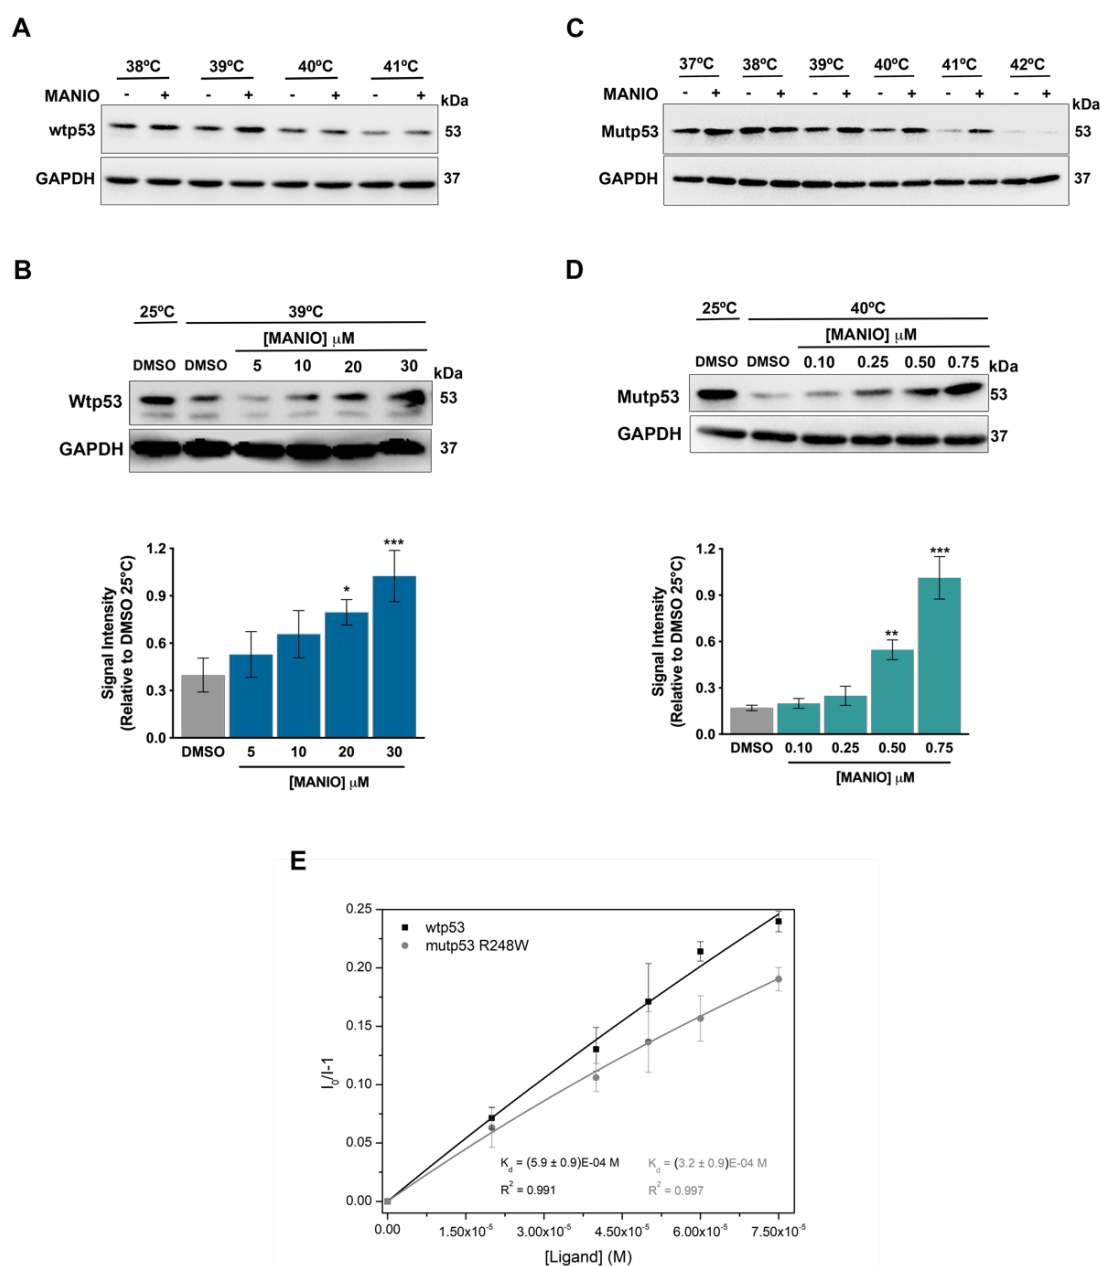 A
38ºC 39ºC 40ºC 41ºC
MANIO - + - + - + - + kDa
wtp53 53
GAPDH 37
C
37ºC 38ºC 39ºC 40ºC 41ºC 42ºC
MANIO - + - + - + - + - + - + kDa
Mutp53 53
GAPDH 37
B
25ºC 39ºC
[MANIO] µM
DMSO DMSO 5 10 20 30 kDa
Wtp53 53
GAPDH 37
Signal Intensity
(Relative to DMSO 25°C)
1.2
0.9
0.6
0.3
0.0
* ***
DMSO 5 10 20 30
[MANIO] µM
D
25ºC 40ºC
[MANIO] µM
DMSO DMSO 0.10 0.25 0.50 0.75 kDa
Mutp53 53
GAPDH 37
Signal Intensity
(Relative to DMSO 25°C)
1.2
0.9
0.6
0.3
0.0
** ***
DMSO 0.10 0.25 0.50 0.75
[MANIO] µM
E
I0/I-1
0.25
0.20
0.15
0.10
0.05
0.00
wtp53
mutp53 R248W
Kd = (5.9 ± 0.9)E-04 M Kd = (3.2 ± 0.9)E-04 M
R2 = 0.991 R2 = 0.997
0.00 1.50x10-5 3.00x10-5 4.50x10-5 6.00x10-5 7.50x10-5
[Ligand] (M)